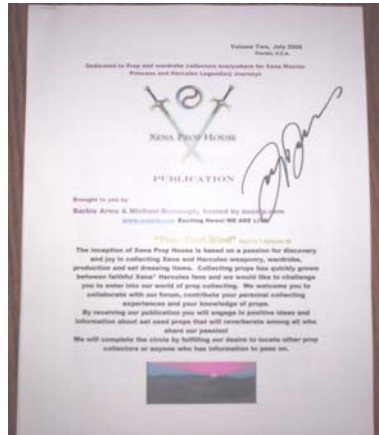 Volume Two, July 2006
Florida, U.S.A.
Dedicated to Prop and wardrobe collectors everywhere for Xena Warrior
Princess and Hercules Legendary Journeys
XENA PROP HOUSE
PUBLICATION
Brought to you by
Barbie Arms & Michael Burnough, hosted by
Exciting News! WE ARE
The inception of Xena Prop House is based on a passion for discovery
and joy in collecting Xena and Hercules weaponry, wardrobe,
production and set dressing items. Collecting props has quickly grown
between faithful Xena* Hercules fans and we would like to challenge
you to enter into our world of prop collecting. We welcome you to
collaborate with our forum, contribute your personal collecting
experiences and your knowledge of props.
By receiving our publication you will engage in positive ideas and
information about set used props that will reverberate among all who
share our passion!
We will complete the circle by fulfilling our desire to locate other prop
collectors or anyone who has information to pass on.